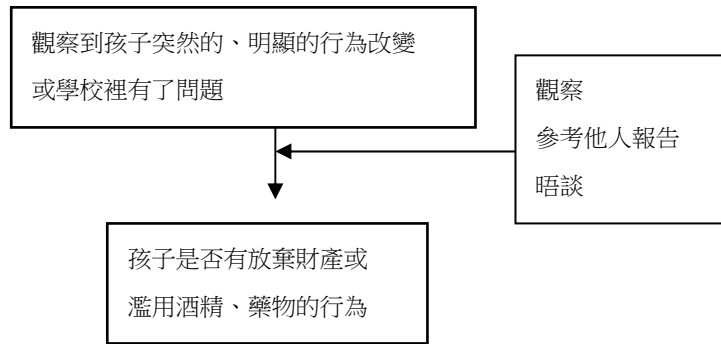 觀察到孩子突然的、明顯的行為改變
或學校裡有了問題
觀察
參考他人報告
晤談
孩子是否有放棄財產或
濫用酒精、藥物的行為